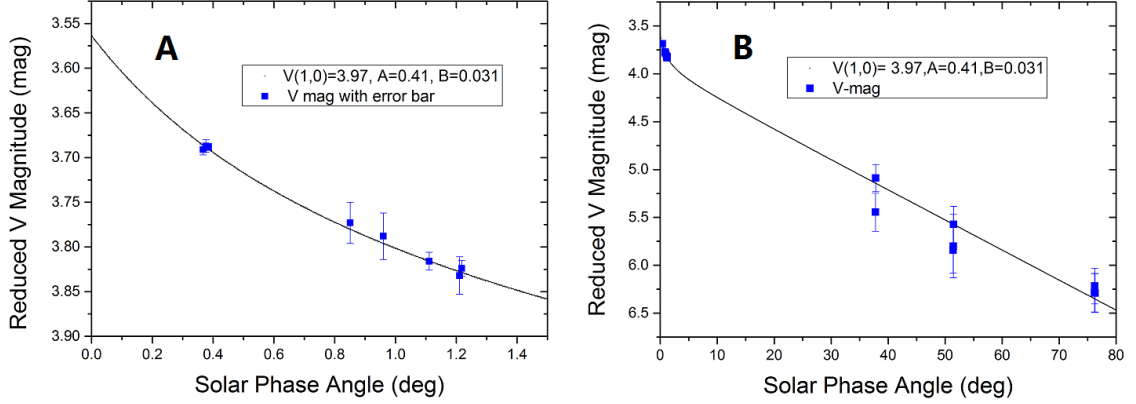 A
V(1,0)=3.97, A=0.41, B=0.031
V mag with error bar
Reduced V Magnitude (mag)
3.55
3.60
3.65
3.70
3.75
3.80
3.85
3.90
0.0 0.2 0.4 0.6 0.8 1.0 1.2 1.4
Solar Phase Angle (deg)
B
V(1,0)= 3.97,A=0.41,B=0.031
V-mag
Reduced V Magnitude (mag)
3.5
4.0
4.5
5.0
5.5
6.0
6.5
0 10 20 30 40 50 60 70 80
Solar Phase Angle (deg)